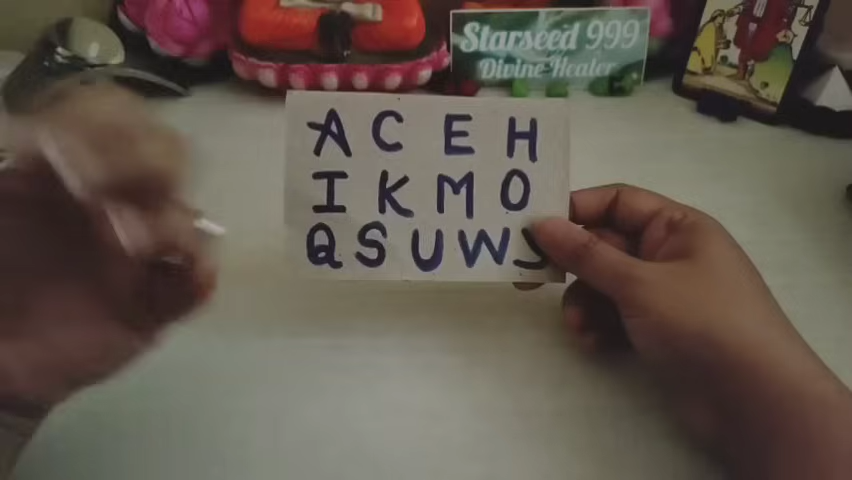 Starseed 999
Divine Healer
A C E H
I K M O
Q S U W